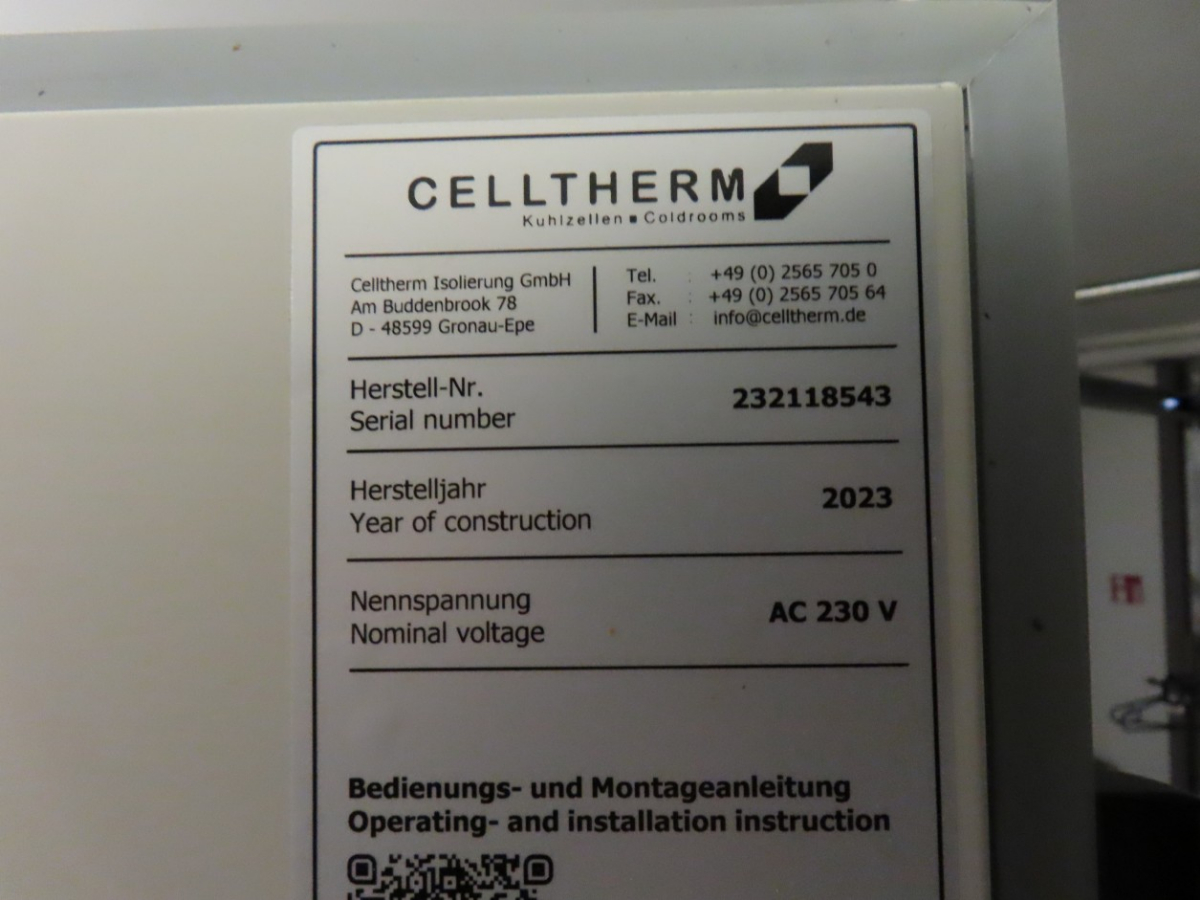 CELLTHERM
Kuhlzellen ▪ Coldrooms
Celltherm Isolierung GmbH
Am Buddenbrook 78
D - 48599 Gronau-Epe
Tel. : +49 (0) 2565 705 0
Fax. : +49 (0) 2565 705 64
E-Mail : info@celltherm.de
Herstell-Nr.
Serial number
232118543
Herstelljahr
Year of construction
2023
Nennspannung
Nominal voltage
AC 230 V
Bedienungs- und Montageanleitung
Operating- and installation instruction